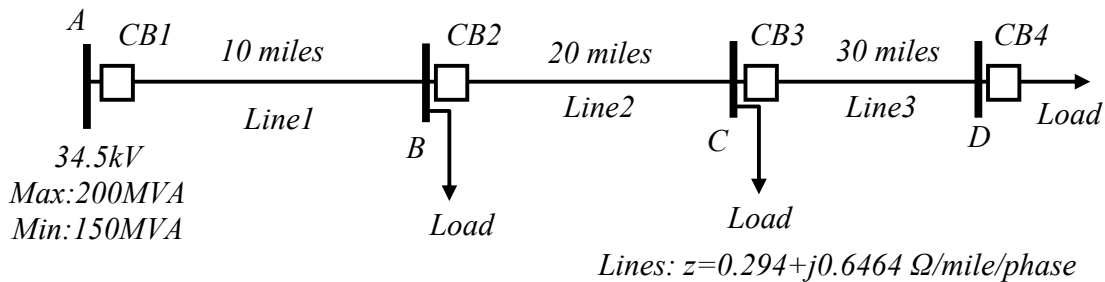 A
CB1
10 miles
CB2
20 miles
CB3
30 miles
CB4
Line1
Line2
Line3
Load
B
C
D
34.5kV
Max:200MVA
Min:150MVA
Load
Load
Lines: z=0.294+j0.6464 Ω/mile/phase